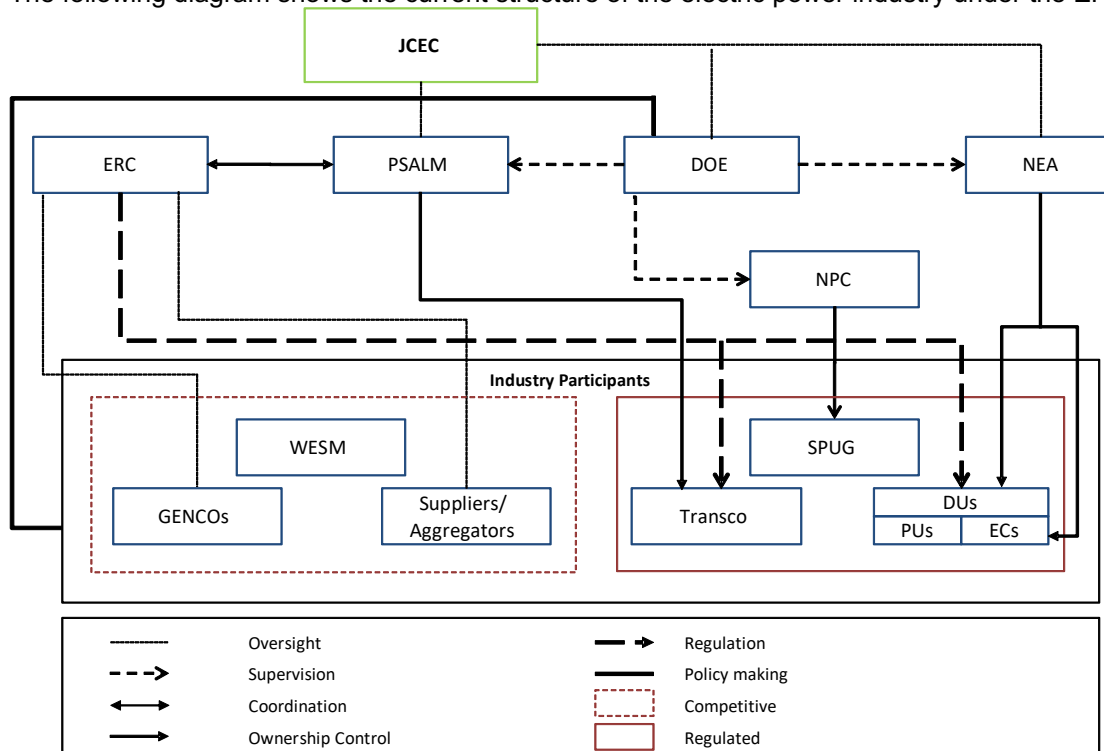 The following diagram shows the current structure of the electric power industry under the
JCEC
ERC
PSALM
DOE
NEA
NPC
Industry Participants
WESM
SPUG
GENCOs
Suppliers/
Aggregators
Transco
DUs
PUs
ECs
Oversight
Regulation
Supervision
Policy making
Coordination
Competitive
Ownership Control
Regulated